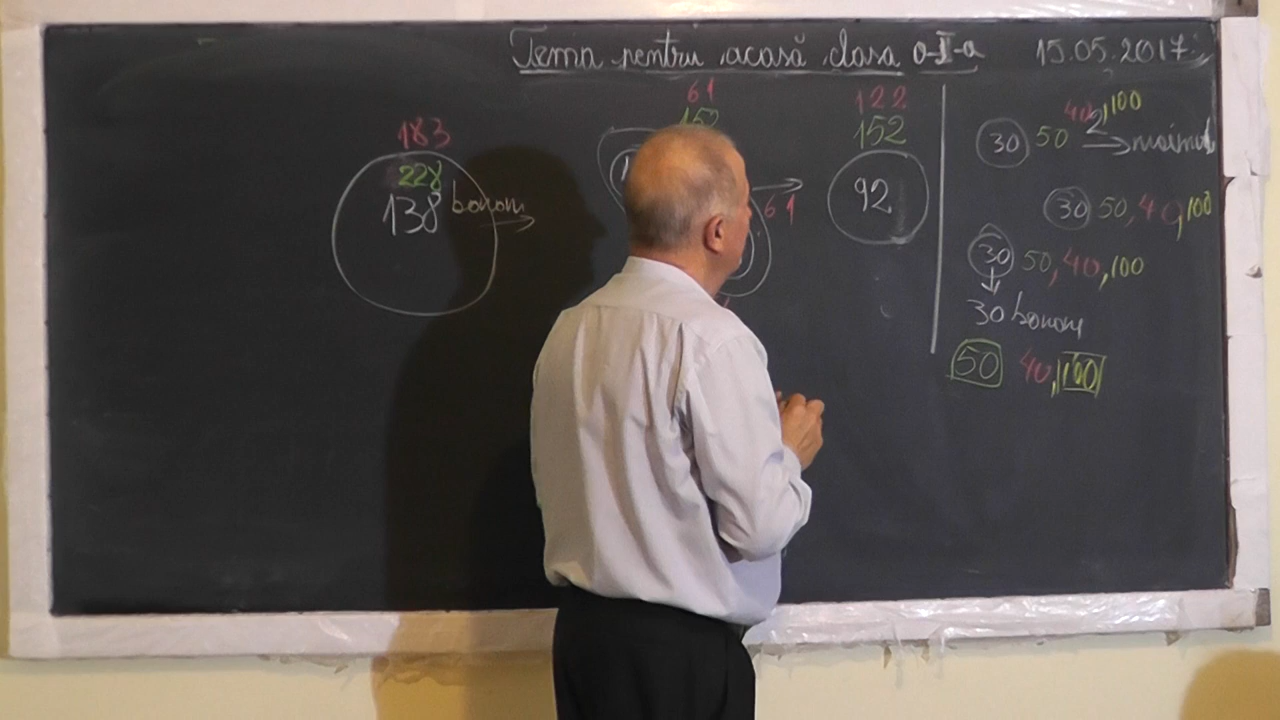 Tema pentru acasă clasa a-II-a 15.05.2017
183
228
138 bonom
61
152
61
122
152
92
30 50 40 2,100
30 50,40,100
30 50,40,100
30 bonom
50 40,100